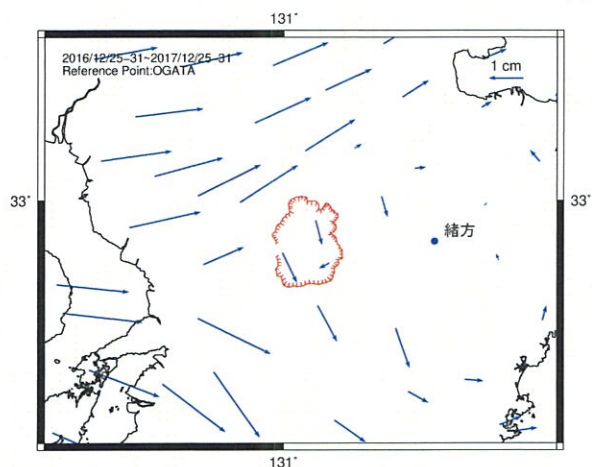 131°
2016/12/25-31~2017/12/25-31
Reference Point:OGATA
1 cm
33°
33°
緒方
131°